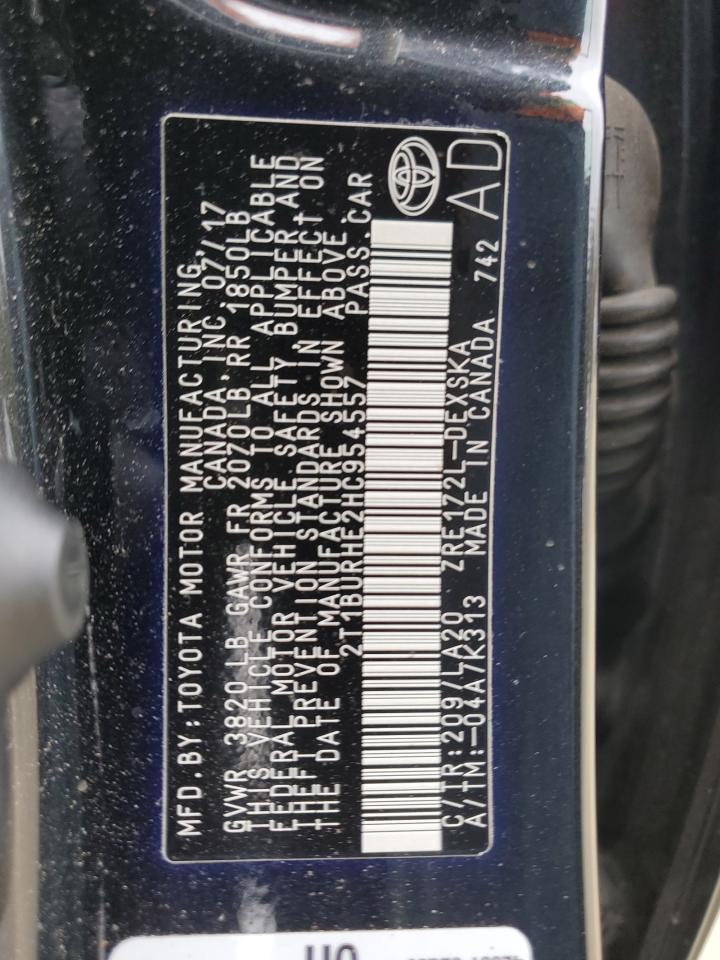 MFD.BY:TOYOTA MOTOR MANUFACTURING,
CANADA, INC. 07/17
GVWR 3820 LB GAWR FR 2070LB, RR 1850LB
THIS VEHICLE CONFORMS TO ALL APPLICABLE
FEDERAL MOTOR VEHICLE SAFETY, BUMPER AND
THEFT PREVENTION STANDARDS IN EFFECT ON
THE DATE OF MANUFACTURE SHOWN ABOVE.
2T1BURHE2HC954557 PASS.CAR
C/TR:209/LA20 ZRE172L-DEXSKA
A/TM:-04A/K313 MADE IN CANADA 742 AD